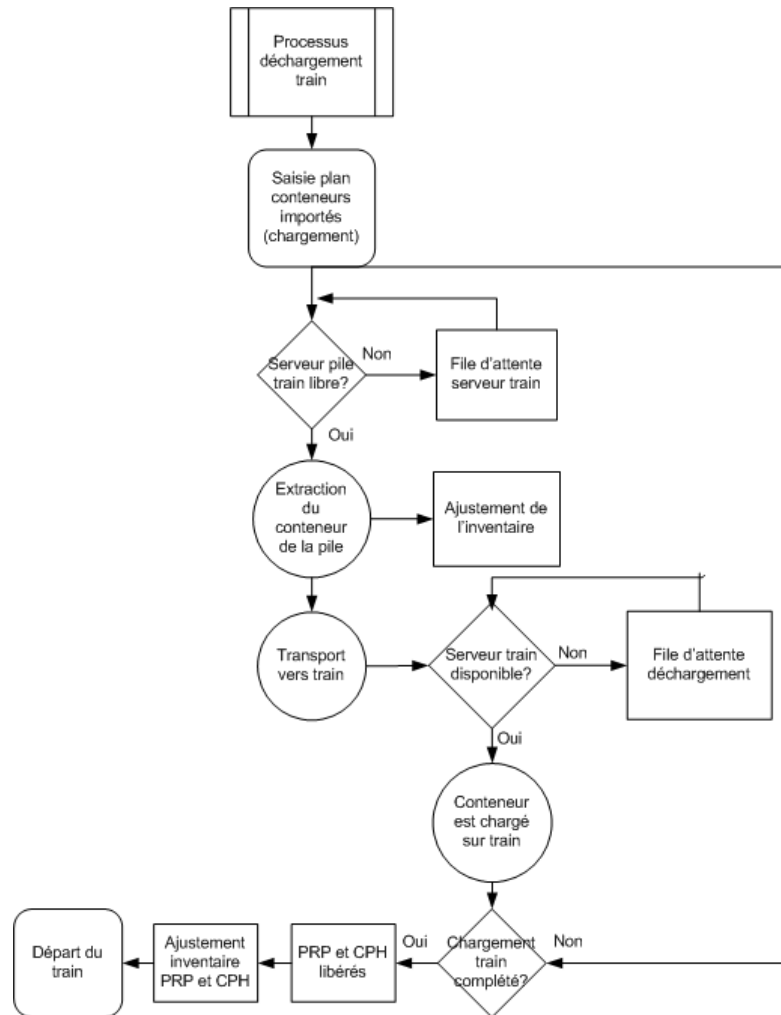 Processus
déchargement
train
Saisie plan
conteneurs
importés
(chargement)
Serveur pile
train libre?
Non
File d'attente
serveur train
Oui
Extraction
du
conteneur
de la pile
Ajustement de
l'inventaire
Transport
vers train
Serveur train
disponible?
Non
File d'attente
déchargement
Oui
Conteneur
est chargé
sur train
Chargement
train
complété?
Non
Oui
PRP et CPH
libérés
Ajustement
inventaire
PRP et CPH
Départ du
train